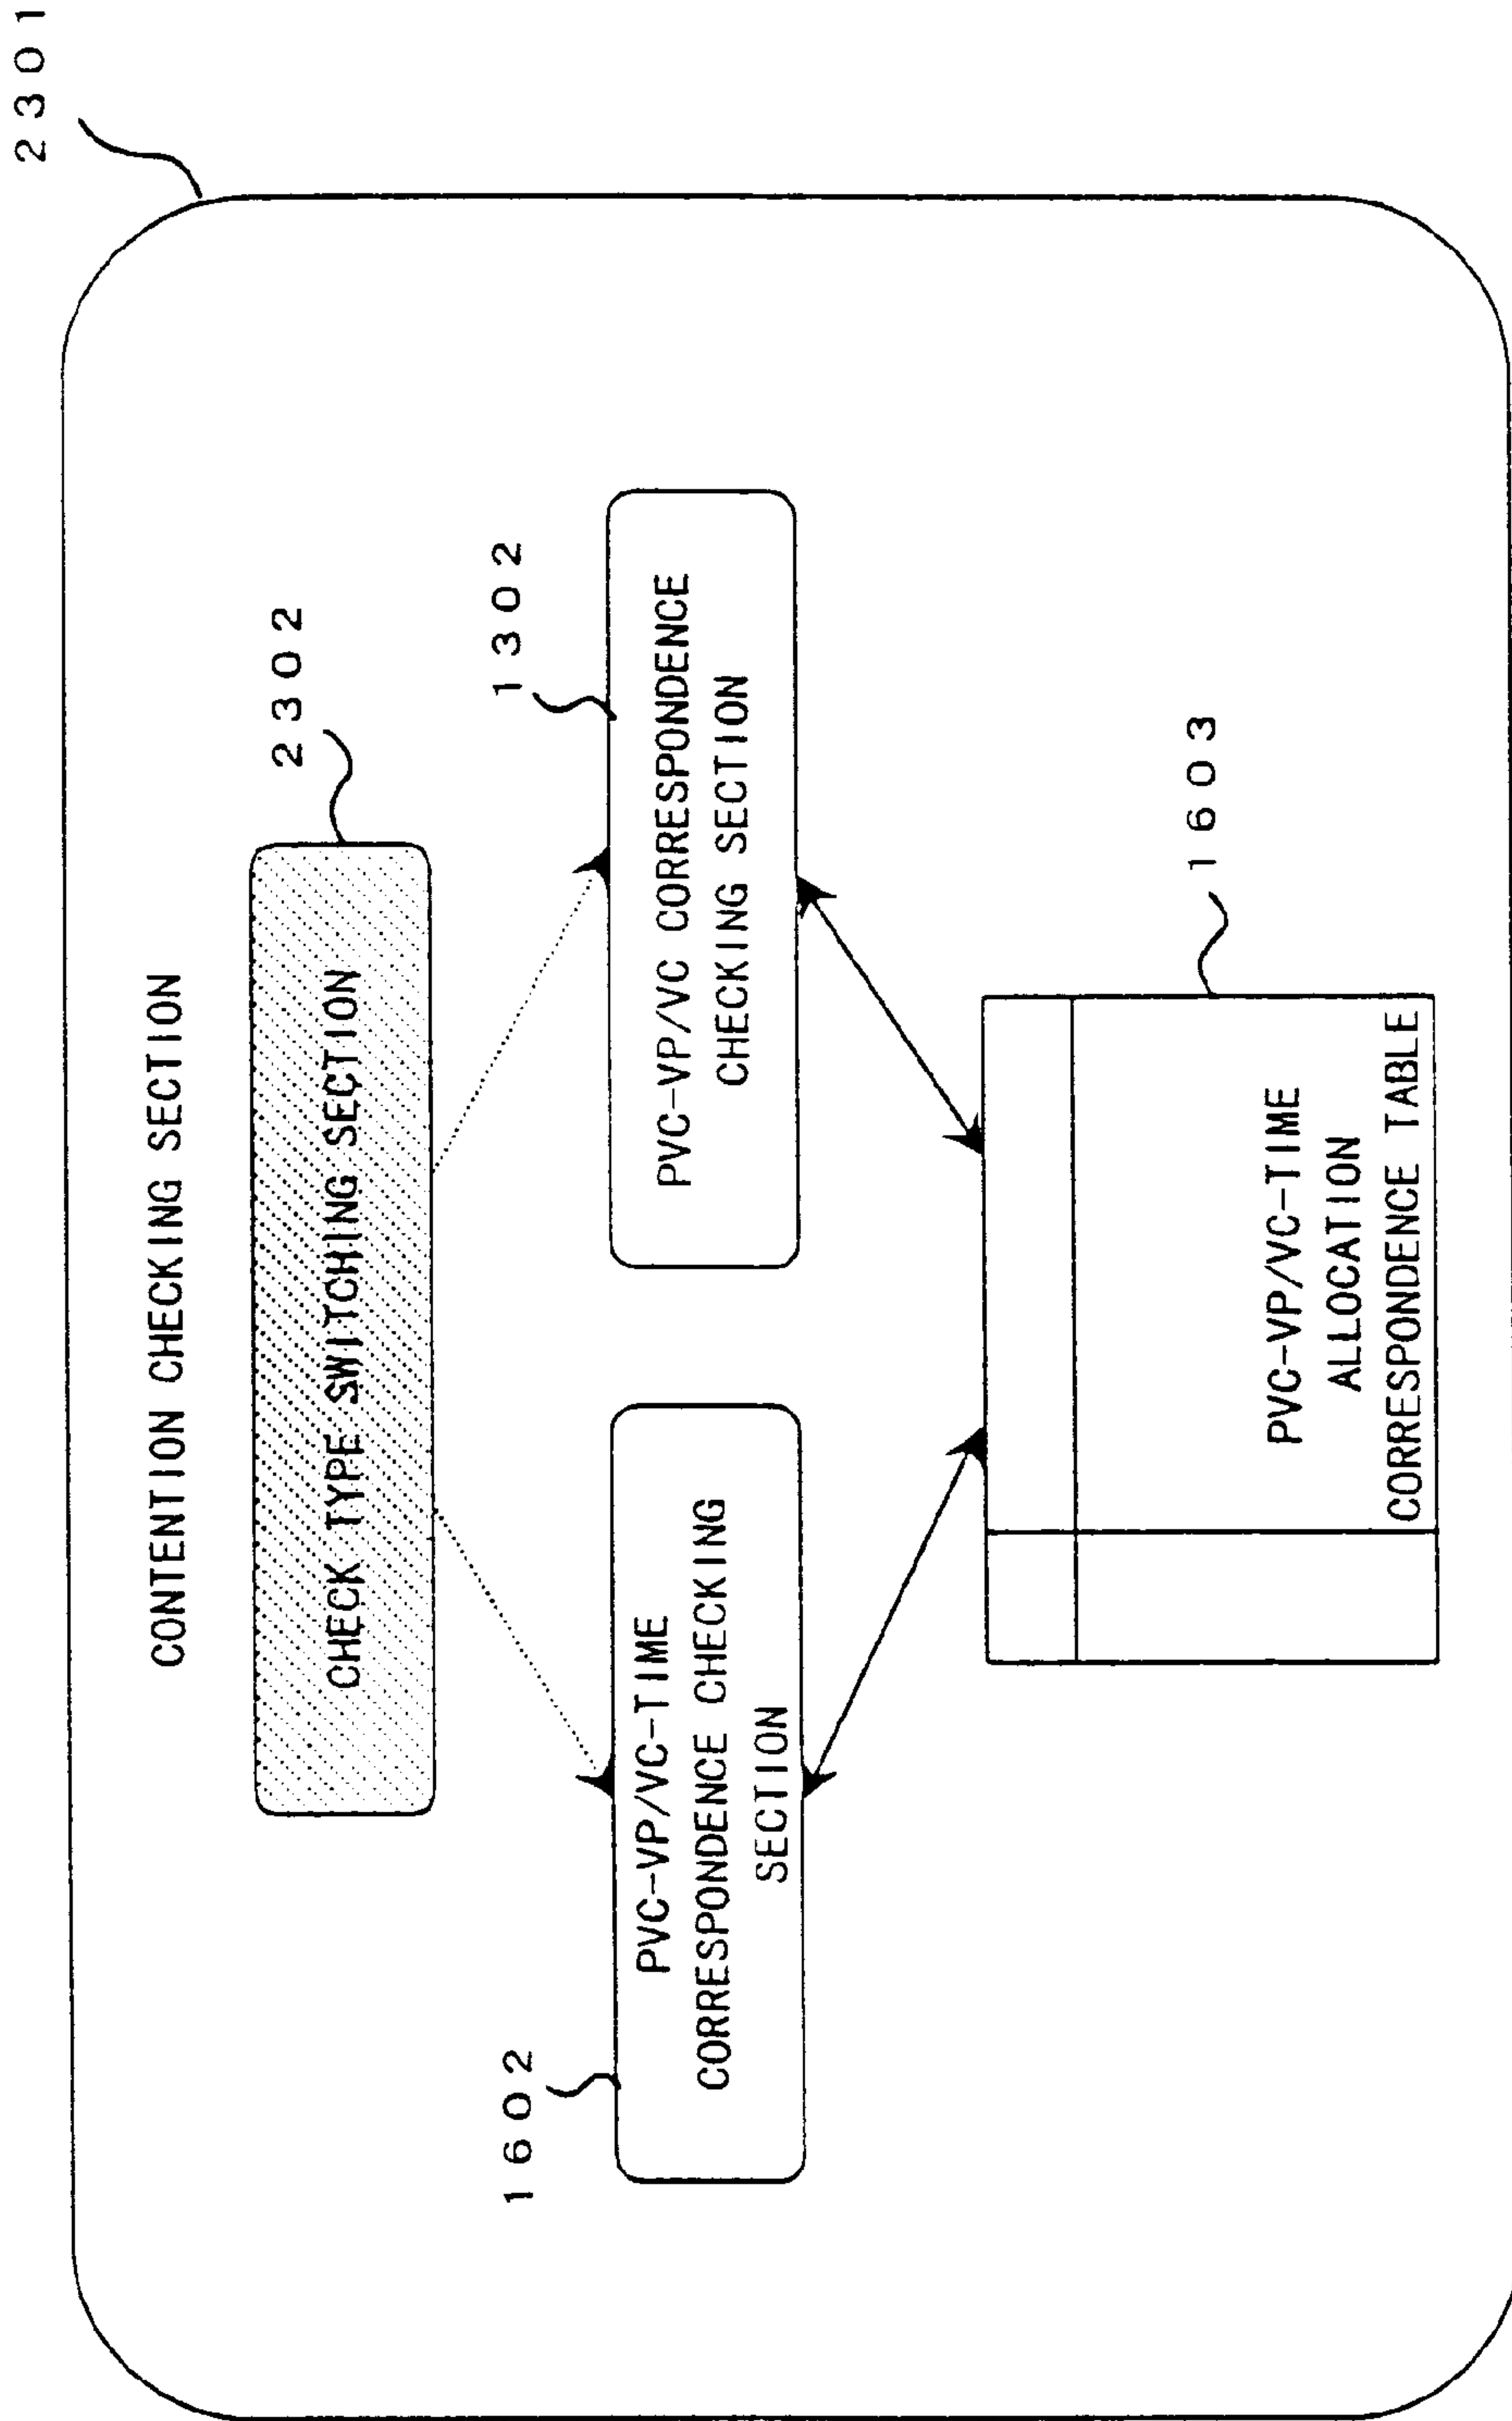 2301
CONTENTION CHECKING SECTION
2302
CHECK TYPE SWITCHING SECTION
1602
PVC-VP/VC-TIME
CORRESPONDENCE CHECKING
SECTION
1302
PVC-VP/VC CORRESPONDENCE
CHECKING SECTION
1603
PVC-VP/VC-TIME
ALLOCATION
CORRESPONDENCE TABLE